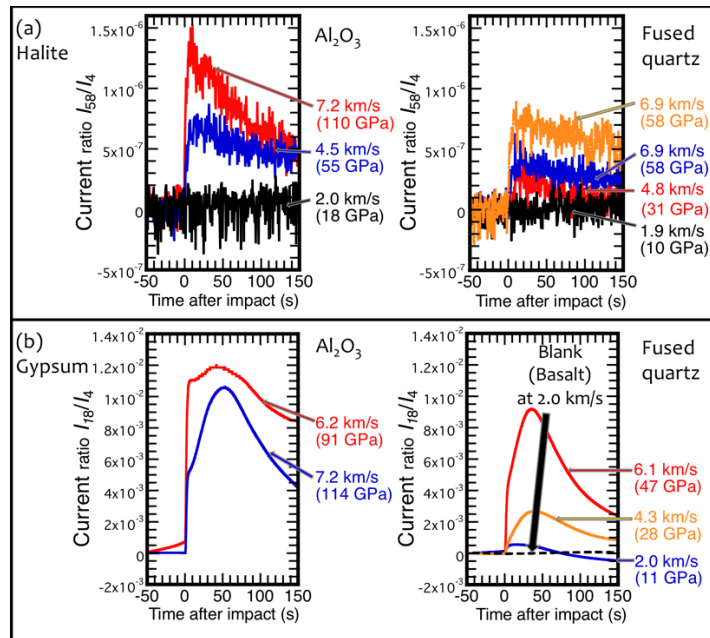 (a)
Halite
Al₂O₃
Fused
quartz
Current ratio I₅₈/I₄
1.5x10⁻⁶
1x10⁻⁶
5x10⁻⁷
0
-5x10⁻⁷
-50 0 50 100 150
Time after impact (s)
7.2 km/s
(110 GPa)
4.5 km/s
(55 GPa)
2.0 km/s
(18 GPa)
Current ratio I₅₈/I₄
1.5x10⁻⁶
1x10⁻⁶
5x10⁻⁷
0
-5x10⁻⁷
-50 0 50 100 150
Time after impact (s)
6.9 km/s
(58 GPa)
6.9 km/s
(58 GPa)
4.8 km/s
(31 GPa)
1.9 km/s
(10 GPa)
(b)
Gypsum
Al₂O₃
Fused
quartz
Current ratio I₁₈/I₄
1.4x10⁻²
1.2x10⁻²
1x10⁻²
8x10⁻³
6x10⁻³
4x10⁻³
2x10⁻³
0
-2x10⁻³
-50 0 50 100 150
Time after impact (s)
6.2 km/s
(91 GPa)
7.2 km/s
(114 GPa)
Current ratio I₁₈/I₄
1.4x10⁻²
1.2x10⁻²
1x10⁻²
8x10⁻³
6x10⁻³
4x10⁻³
2x10⁻³
0
-2x10⁻³
-50 0 50 100 150
Time after impact (s)
Blank
(Basalt)
at 2.0 km/s
6.1 km/s
(47 GPa)
4.3 km/s
(28 GPa)
2.0 km/s
(11 GPa)